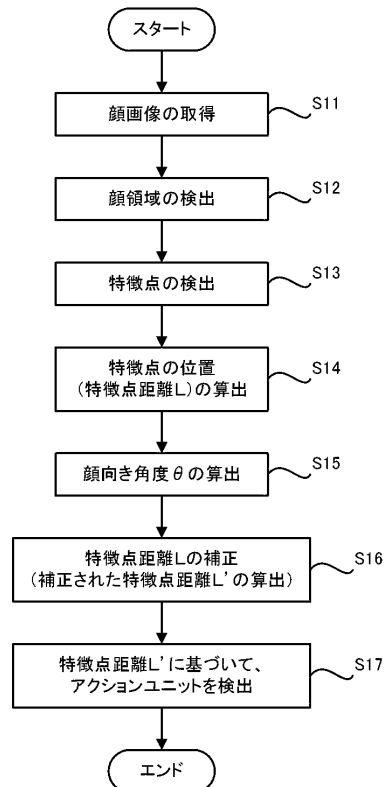 スタート
顔画像の取得
S11
顔領域の検出
S12
特徴点の検出
S13
特徴点の位置
(特徴点距離L)の算出
S14
顔向き角度θの算出
S15
特徴点距離Lの補正
(補正された特徴点距離L'の算出)
S16
特徴点距離L'に基づいて、
アクションユニットを検出
S17
エンド